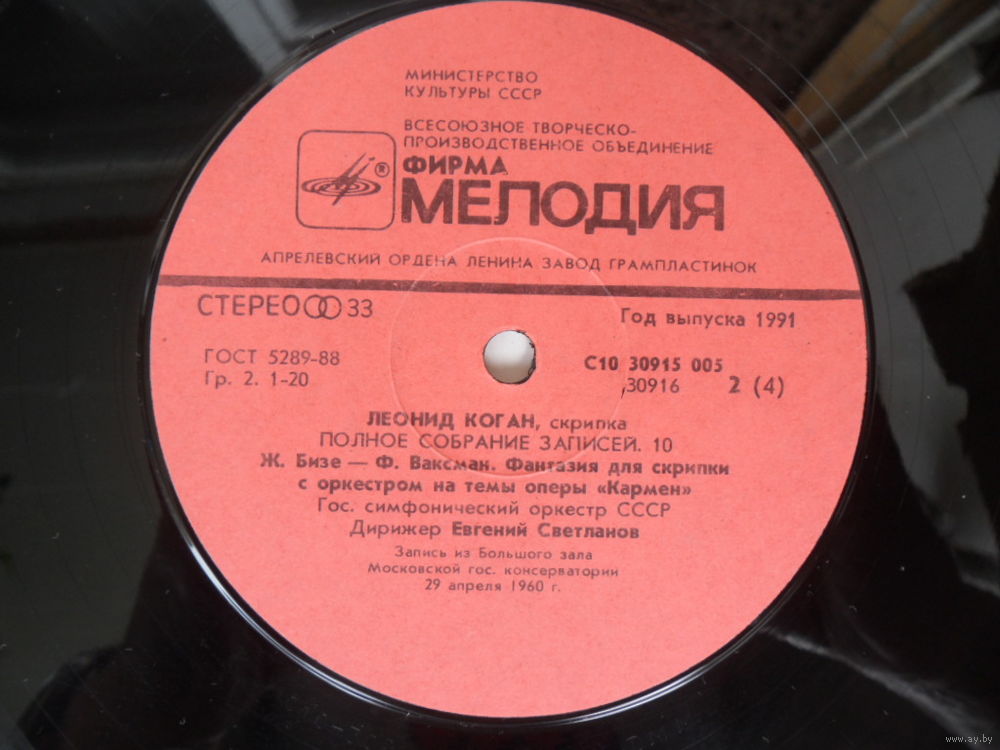 МИНИСТЕРСТВО
КУЛЬТУРЫ СССР
ВСЕСОЮЗНОЕ ТВОРЧЕСКО-
ПРОИЗВОДСТВЕННОЕ ОБЪЕДИНЕНИЕ
®
ФИРМА
МЕЛОДИЯ
АПРЕЛЕВСКИЙ ОРДЕНА ЛЕНИНА ЗАВОД ГРАМПЛАСТИНОК
СТЕРЕО 33
Год выпуска 1991
ГОСТ 5289-88
Гр. 2. 1-20
С10 30915 005
30916 2 (4)
ЛЕОНИД КОГАН, скрипка
ПОЛНОЕ СОБРАНИЕ ЗАПИСЕЙ. 10
Ж. Бизе — Ф. Ваксман. Фантазия для скрипки
с оркестром на темы оперы «Кармен»
Гос. симфонический оркестр СССР
Дирижер Евгений Светланов
Запись из Большого зала
Московской гос. консерватории
29 апреля 1960 г.
www.ay.by